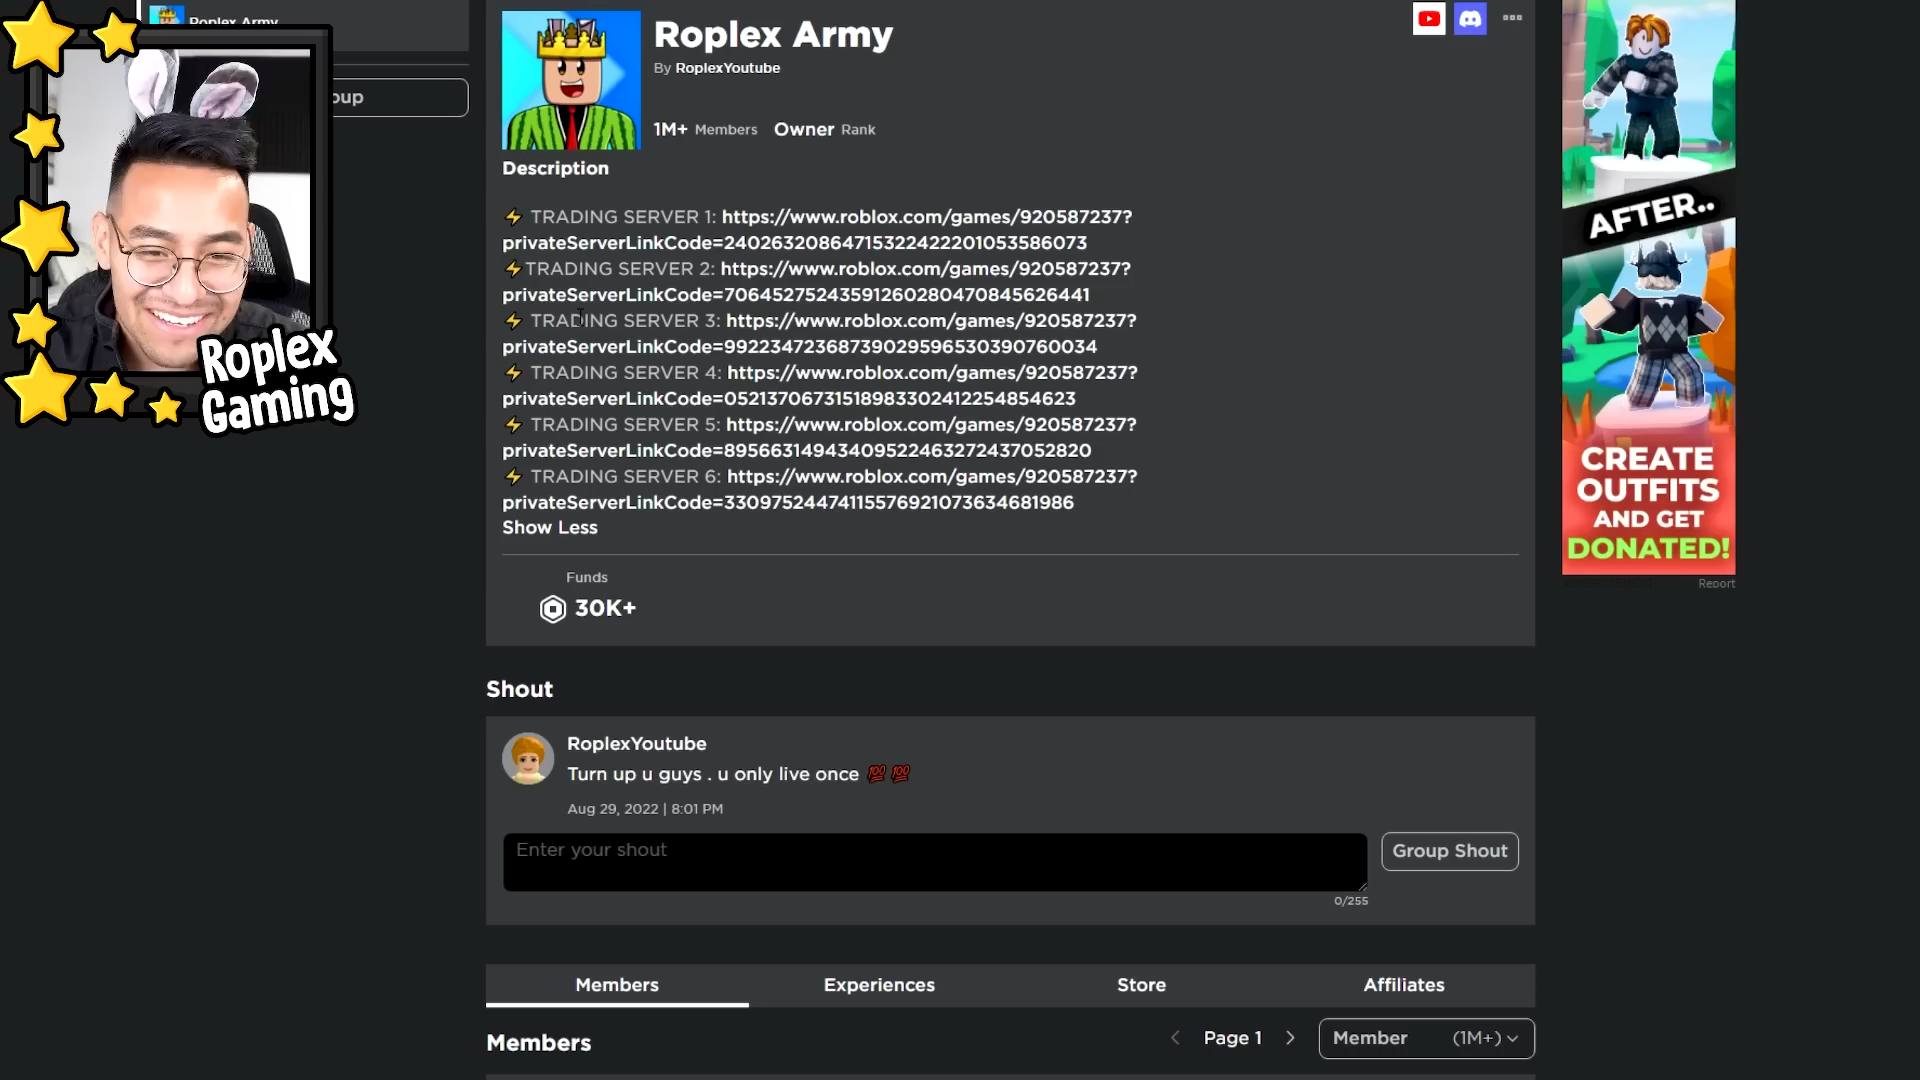 Roplex Army
oup
Roplex
Gaming
Roplex Army
By RoplexYoutube
1M+ Members Owner Rank
Description
⚡ TRADING SERVER 1: https://www.roblox.com/games/920587237?
privateServerLinkCode=24026320864715322422201053586073
⚡TRADING SERVER 2: https://www.roblox.com/games/920587237?
privateServerLinkCode=70645275243591260280470845626441
⚡ TRADING SERVER 3: https://www.roblox.com/games/920587237?
privateServerLinkCode=99223472368739029596530390760034
⚡ TRADING SERVER 4: https://www.roblox.com/games/920587237?
privateServerLinkCode=05213706731518983302412254854623
⚡ TRADING SERVER 5: https://www.roblox.com/games/920587237?
privateServerLinkCode=89566314943409522463272437052820
⚡ TRADING SERVER 6: https://www.roblox.com/games/920587237?
privateServerLinkCode=33097524474115576921073634681986
Show Less
Funds
30K+
Shout
RoplexYoutube
Turn up u guys . u only live once 💯 💯
Aug 29, 2022 | 8:01 PM
Enter your shout
Group Shout
0/255
Members Experiences Store Affiliates
Members
< Page 1 > Member (1M+)
AFTER..
CREATE
OUTFITS
AND GET
DONATED!
Report